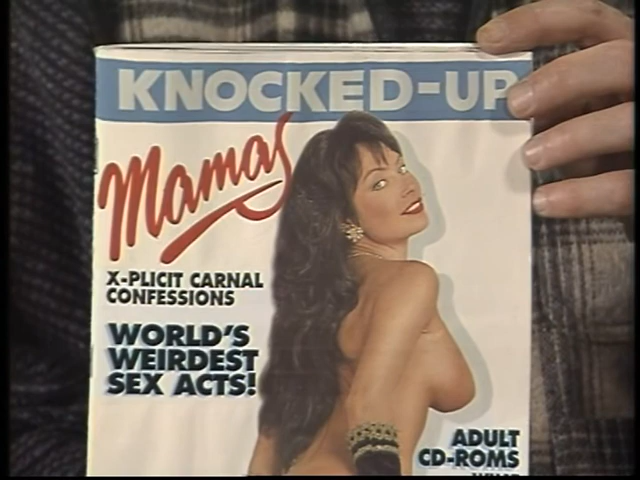 KNOCKED-UP
Mamas
X-PLICIT CARNAL
CONFESSIONS
WORLD'S
WEIRDEST
SEX ACTS!
ADULT
CD-ROMS